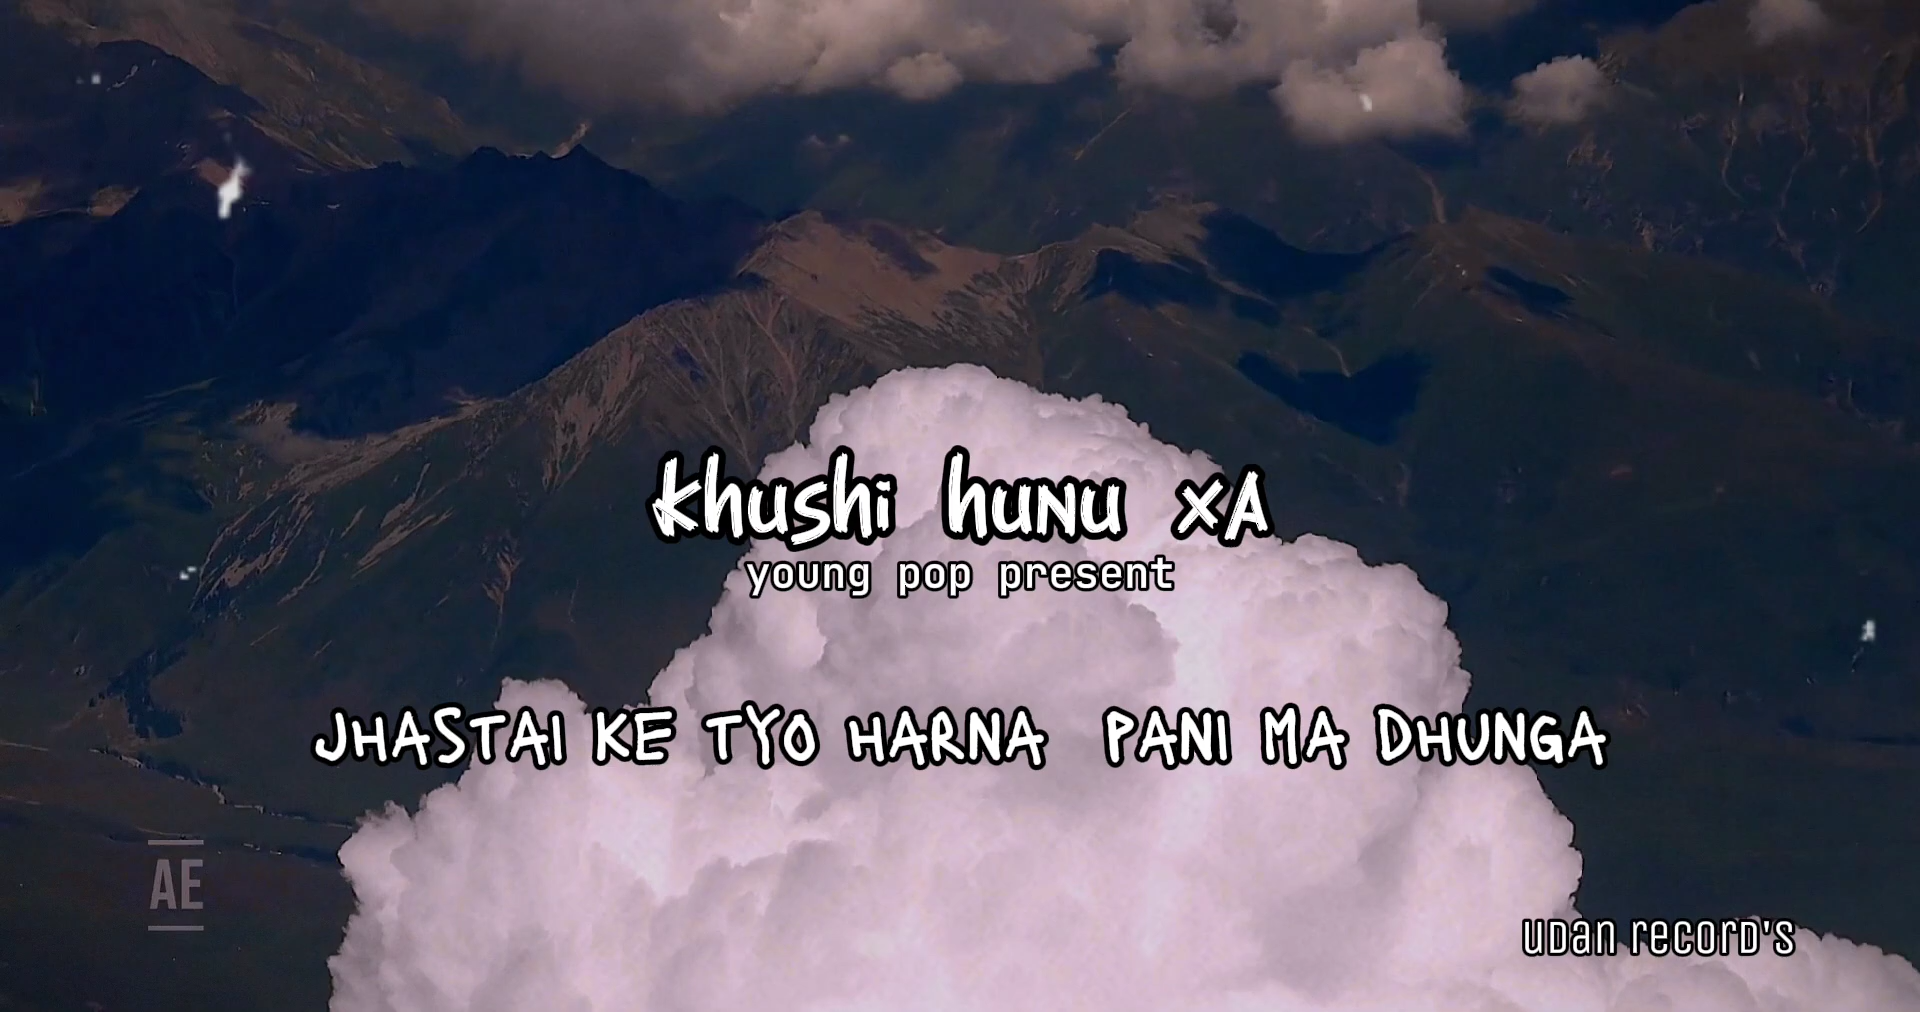 khushi hunu xA
young pop present
JHASTAI KE TYO HARNA PANI MA DHUNGA
AE
uDan recorD's